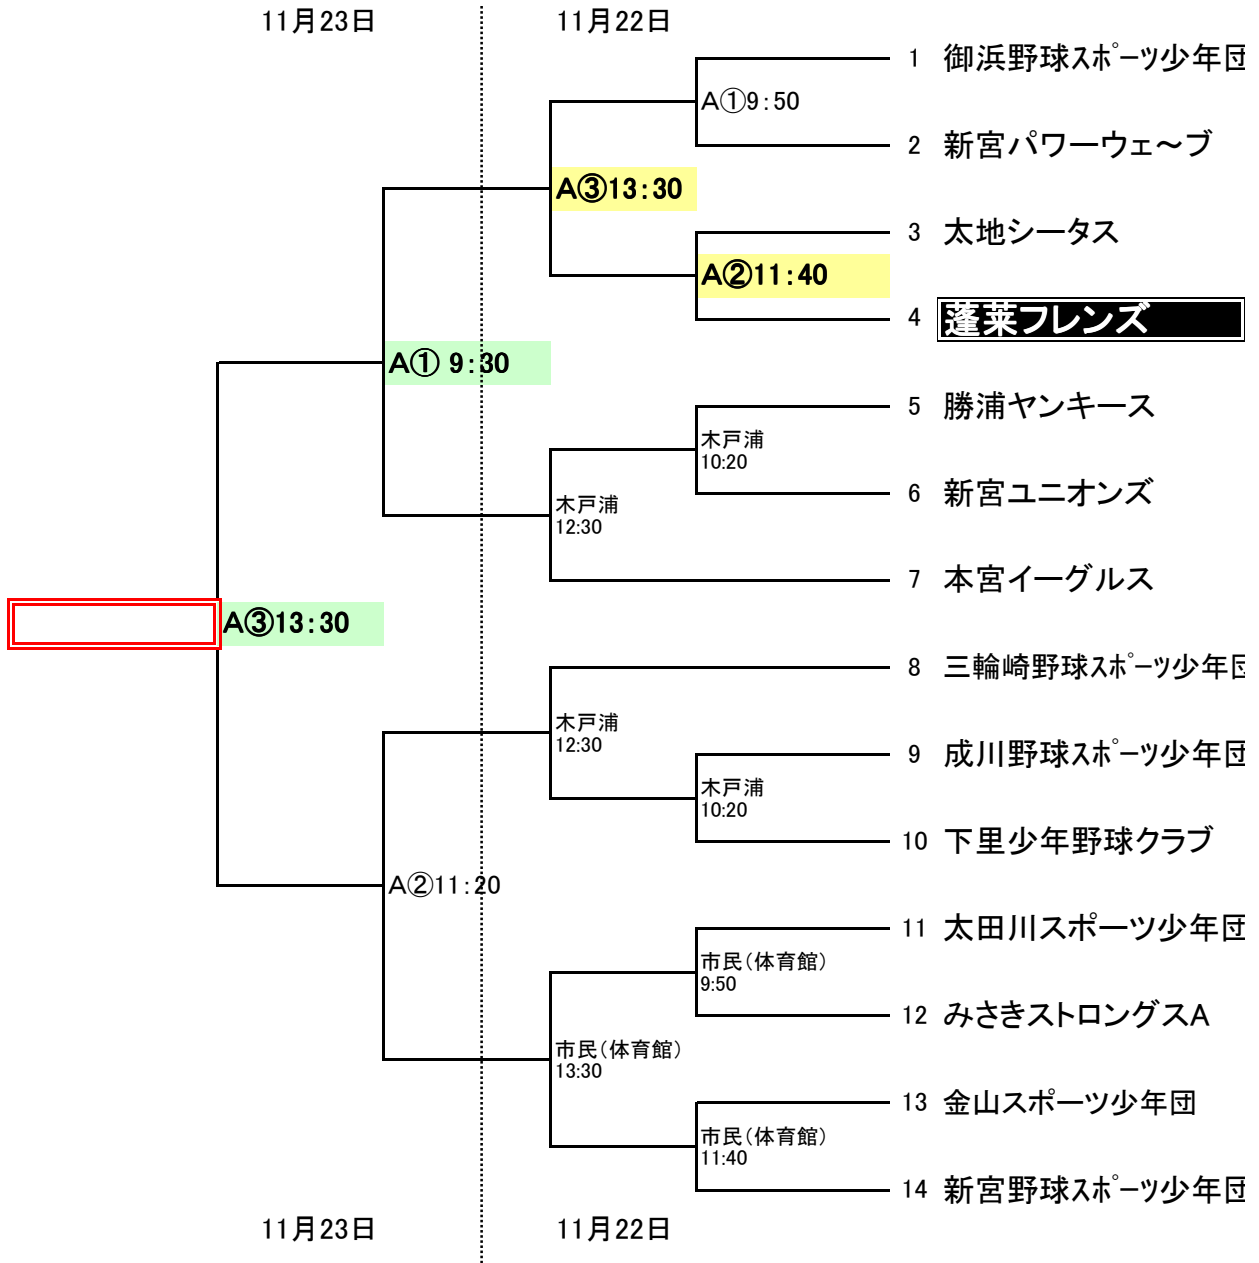 11月23日
11月22日
1 御浜野球ｽﾎﾟｰﾂ少年団
A①9：50
2 新宮パワーウェ～ブ
A③13：30
3 太地シータス
A②11：40
4 蓬莱フレンズ
A① 9：30
5 勝浦ヤンキース
木戸浦
10:20
6 新宮ユニオンズ
木戸浦
12:30
7 本宮イーグルス
A③13：30
8 三輪崎野球ｽﾎﾟｰﾂ少年団
木戸浦
12:30
9 成川野球ｽﾎﾟｰﾂ少年団
木戸浦
10:20
10 下里少年野球クラブ
A②11：20
11 太田川スポーツ少年団
市民（体育館）
9:50
12 みさきストロングスA
市民（体育館）
13:30
13 金山スポーツ少年団
市民（体育館）
11:40
14 新宮野球ｽﾎﾟｰﾂ少年団
11月23日
11月22日